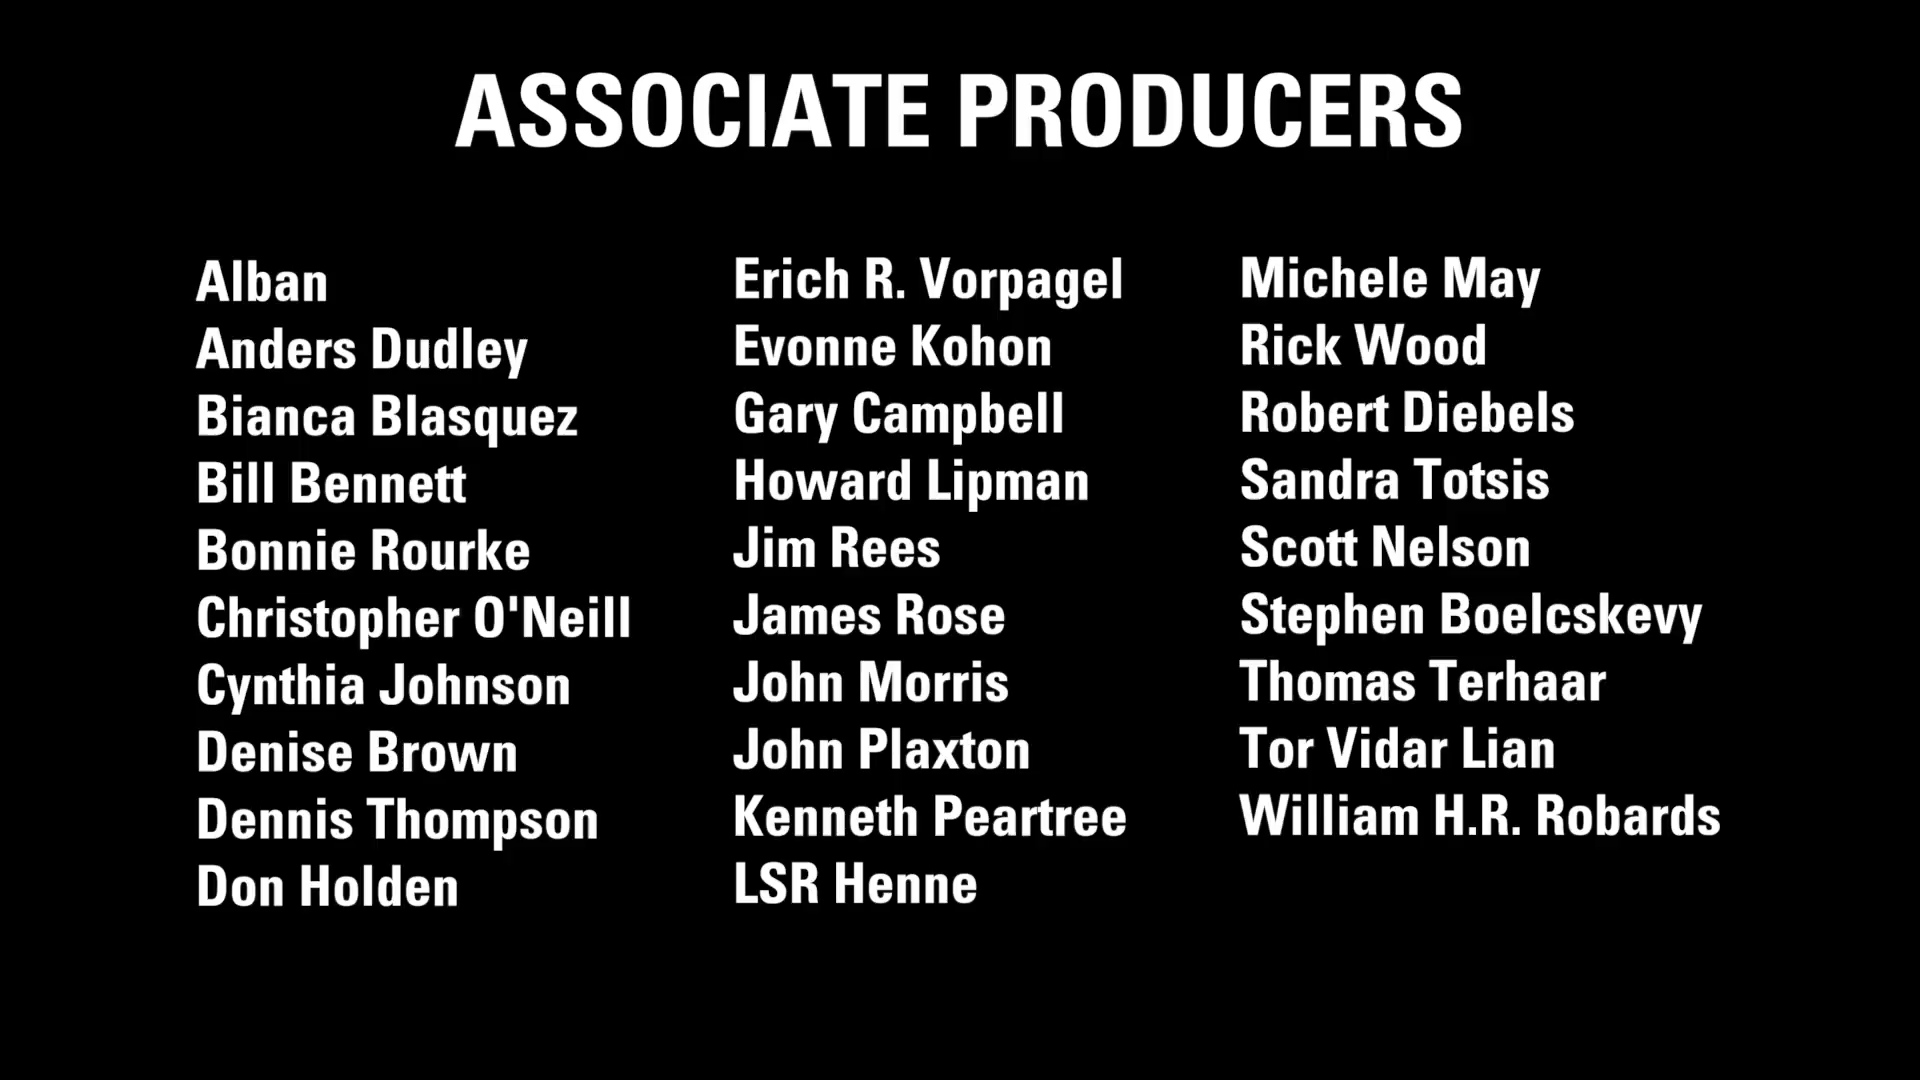 ASSOCIATE PRODUCERS
Alban
Anders Dudley
Bianca Blasquez
Bill Bennett
Bonnie Rourke
Christopher O'Neill
Cynthia Johnson
Denise Brown
Dennis Thompson
Don Holden
Erich R. Vorpagel
Evonne Kohon
Gary Campbell
Howard Lipman
Jim Rees
James Rose
John Morris
John Plaxton
Kenneth Peartree
LSR Henne
Michele May
Rick Wood
Robert Diebels
Sandra Totsis
Scott Nelson
Stephen Boelcskevy
Thomas Terhaar
Tor Vidar Lian
William H.R. Robards